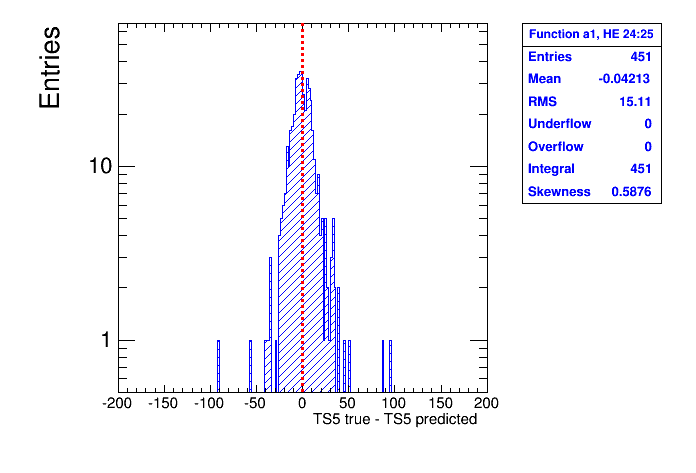 Entries
10
1
-200 -150 -100 -50 0 50 100 150 200
TS5 true - TS5 predicted
Function a1, HE 24:25
Entries 451
Mean -0.04213
RMS 15.11
Underflow 0
Overflow 0
Integral 451
Skewness 0.5876